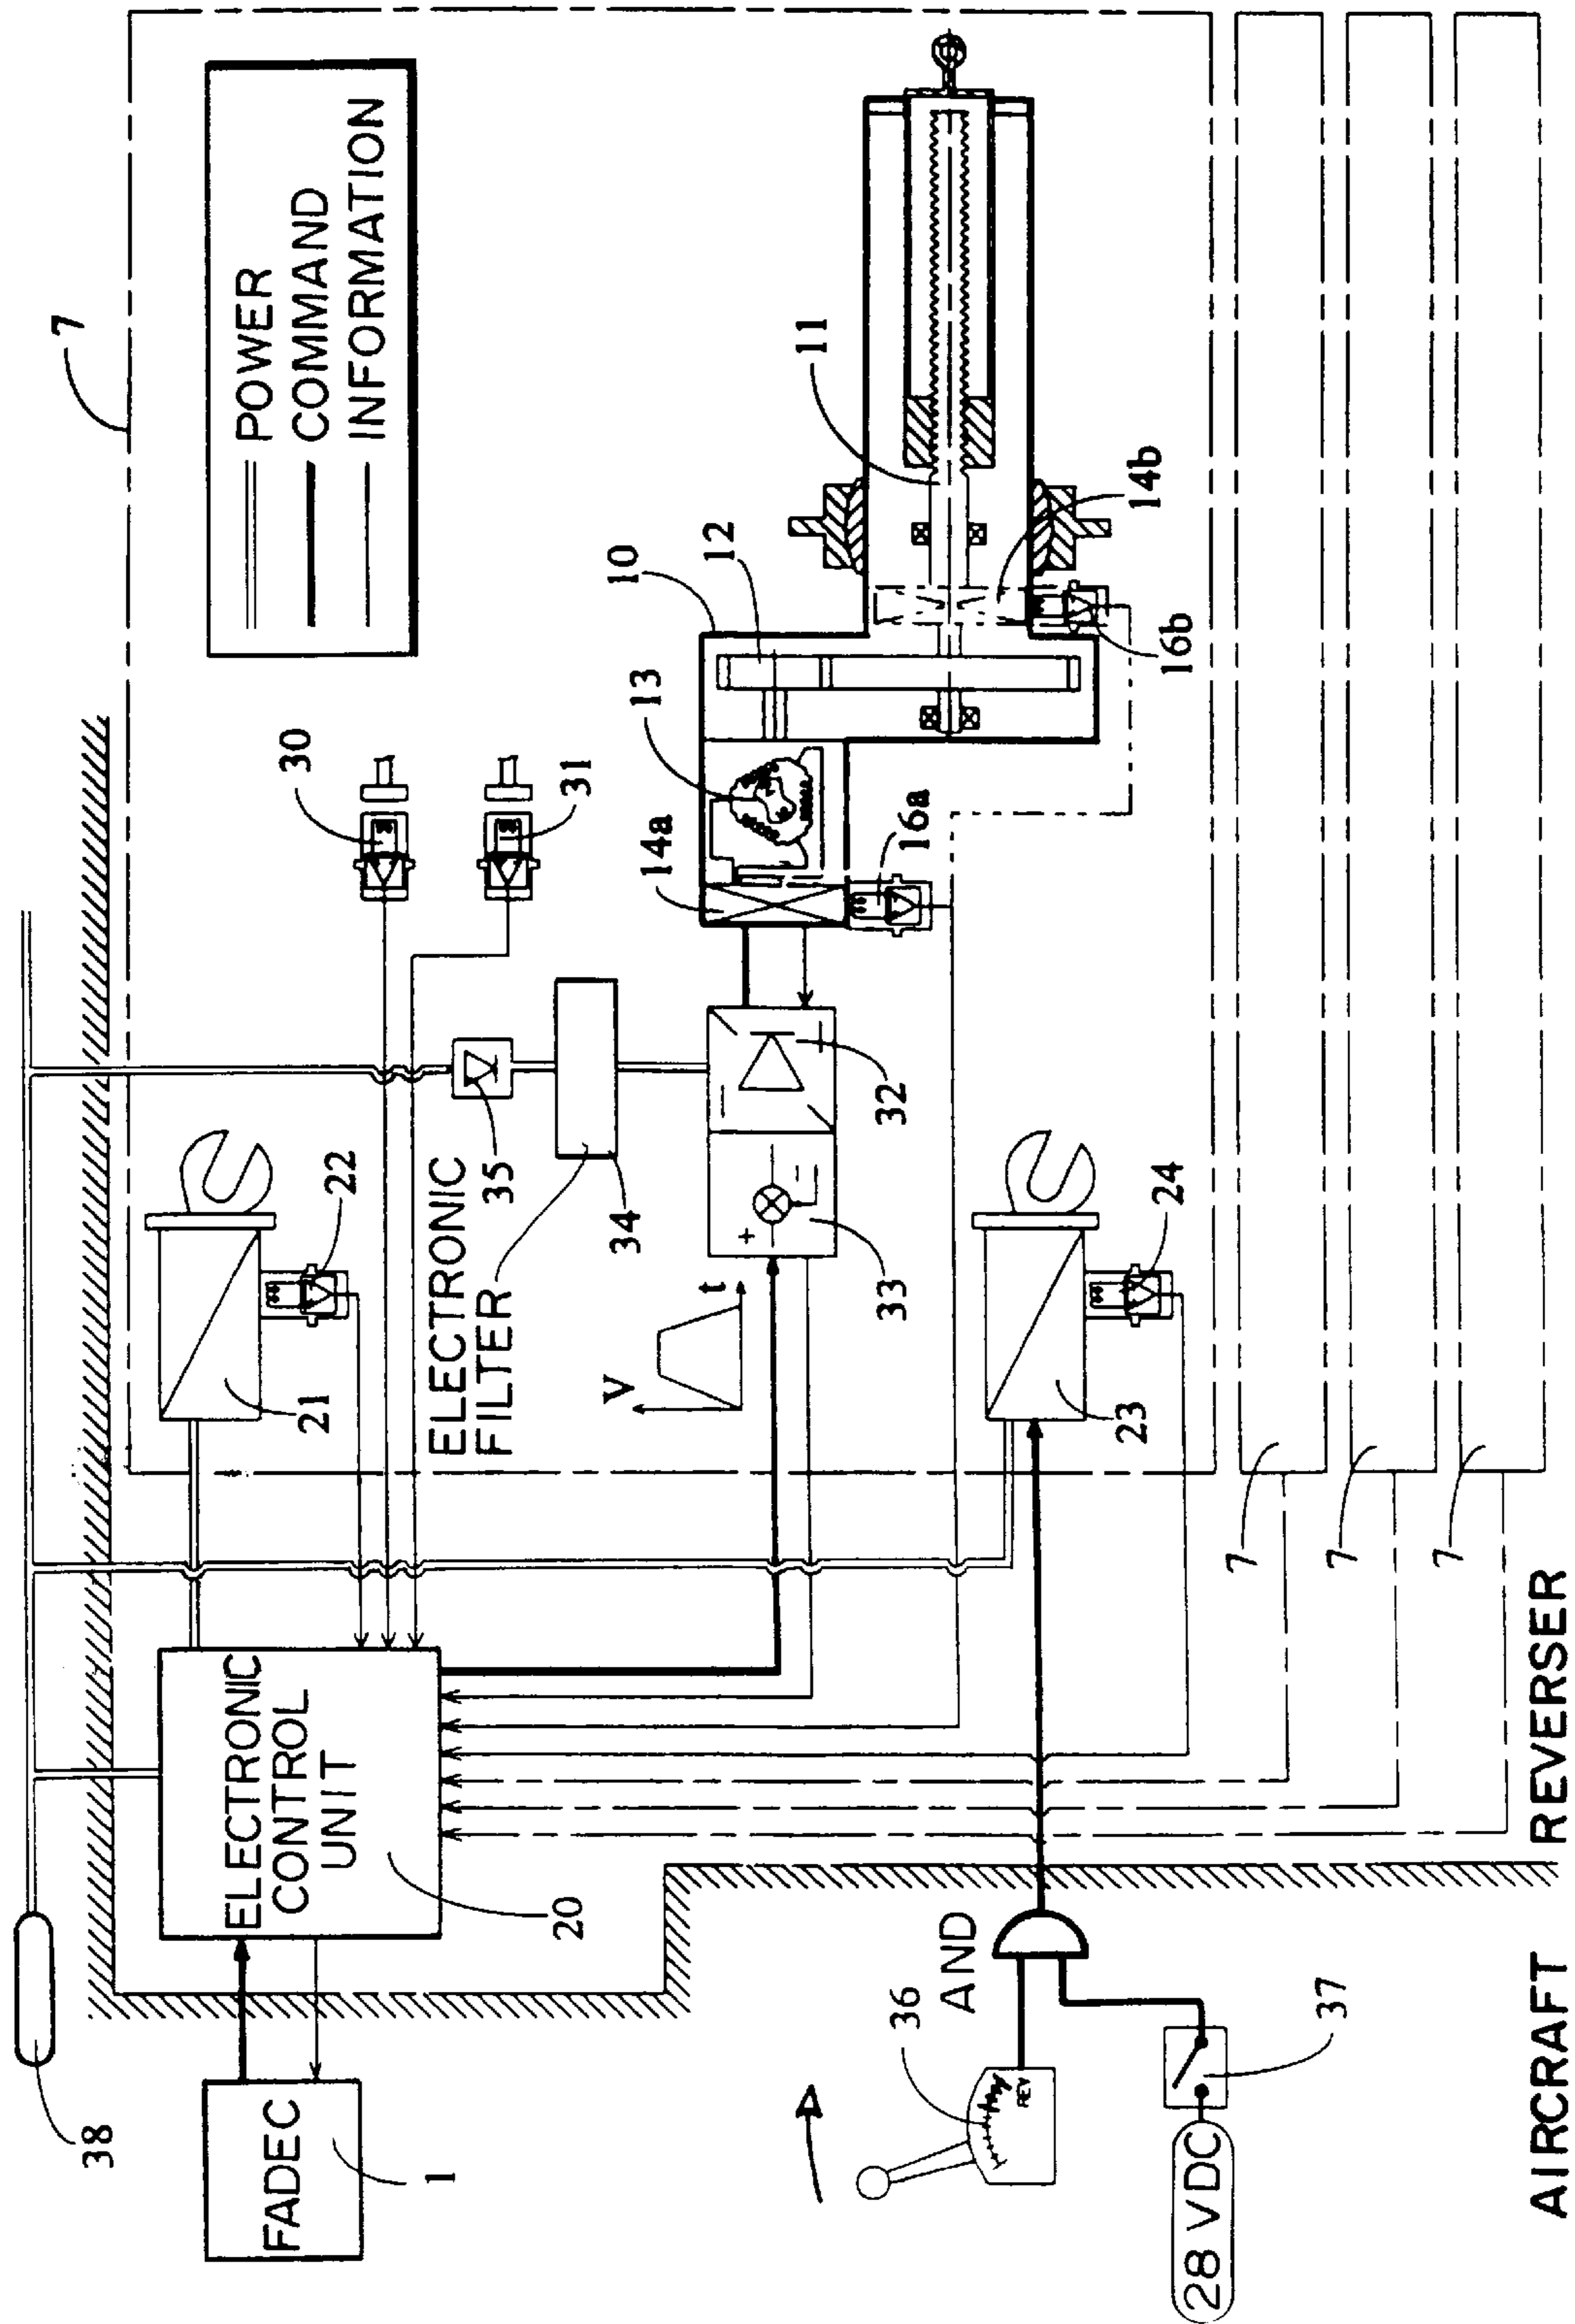 7
POWER
COMMAND
INFORMATION
38
FADEC
1
ELECTRONIC
CONTROL
UNIT
20
21
22
30
31
ELECTRONIC
FILTER
35
34
V
t
+
33
32
14a
13
10
12
11
16a
14b
16b
23
24
7
7
7
36
REV
AND
37
28 VDC
AIRCRAFT
REVERSER